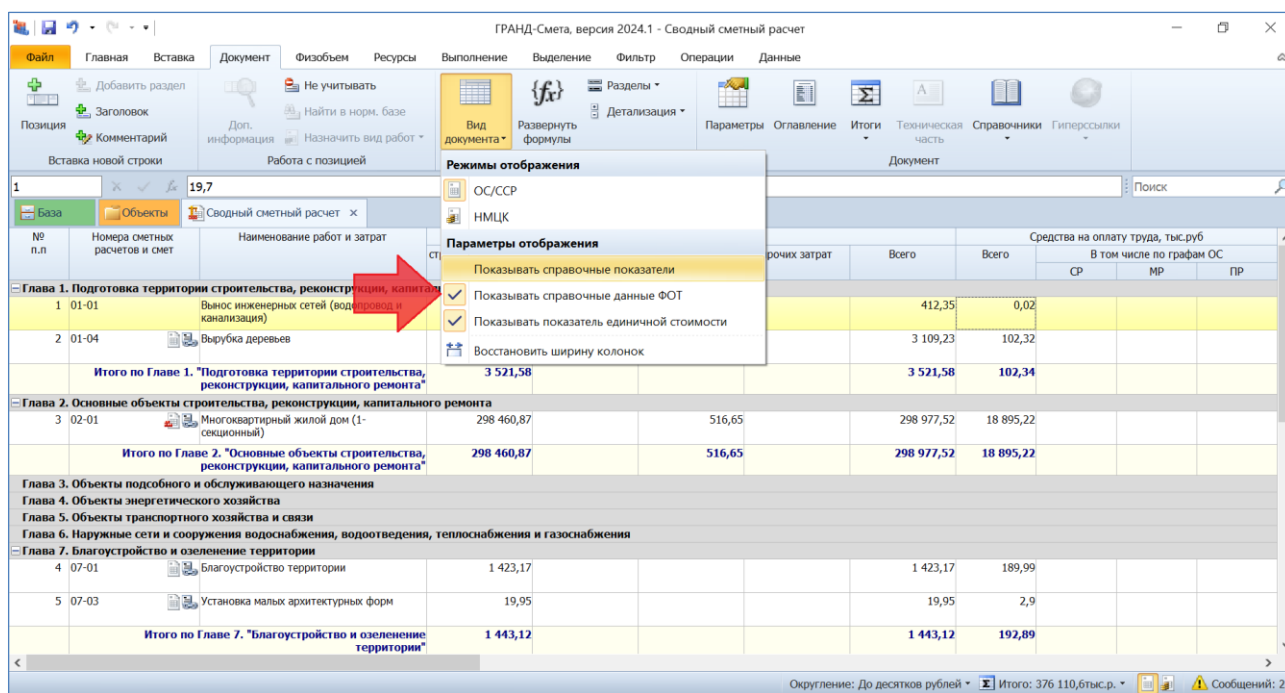 ГРАНД-Смета, версия 2024.1 - Сводный сметный расчет
Файл Главная Вставка Документ Физобъем Ресурсы Выполнение Выделение Фильтр Операции Данные
Позиция
Добавить раздел
Заголовок
Комментарий
Вставка новой строки
Доп. информация
Не учитывать
Найти в норм. базе
Назначить вид работ
Работа с позицией
Вид документа
Развернуть формулы
Разделы
Детализация
Параметры Оглавление Итоги Техническая часть Справочники Гиперссылки
Документ
1 19,7 Поиск
База Объекты Сводный сметный расчет
Режимы отображения
ОС/ССР
НМЦК
Параметры отображения
Показывать справочные показатели
Показывать справочные данные ФОТ
Показывать показатель единичной стоимости
Восстановить ширину колонок
№ п.п Номера сметных расчетов и смет Наименование работ и затрат Всего Средства на оплату труда, тыс.руб
Всего В том числе по графам ОС
СР МР ПР
Глава 1. Подготовка территории строительства, реконструкции,
1 01-01 Вынос инженерных сетей (водопровод и канализация) 412,35 0,02
2 01-04 Вырубка деревьев 3 109,23 102,32
Итого по Главе 1. "Подготовка территории строительства, реконструкции, капитального ремонта" 3 521,58 3 521,58 102,34
Глава 2. Основные объекты строительства, реконструкции, капитального ремонта
3 02-01 Многоквартирный жилой дом (1-секционный) 298 460,87 516,65 298 977,52 18 895,22
Итого по Главе 2. "Основные объекты строительства, реконструкции, капитального ремонта" 298 460,87 516,65 298 977,52 18 895,22
Глава 3. Объекты подсобного и обслуживающего назначения
Глава 4. Объекты энергетического хозяйства
Глава 5. Объекты транспортного хозяйства и связи
Глава 6. Наружные сети и сооружения водоснабжения, водоотведения, теплоснабжения и газоснабжения
Глава 7. Благоустройство и озеленение территории
4 07-01 Благоустройство территории 1 423,17 1 423,17 189,99
5 07-03 Установка малых архитектурных форм 19,95 19,95 2,9
Итого по Главе 7. "Благоустройство и озеленение территории" 1 443,12 1 443,12 192,89
Округление: До десятков рублей Итого: 376 110,6тыс.р. Сообщений: 2